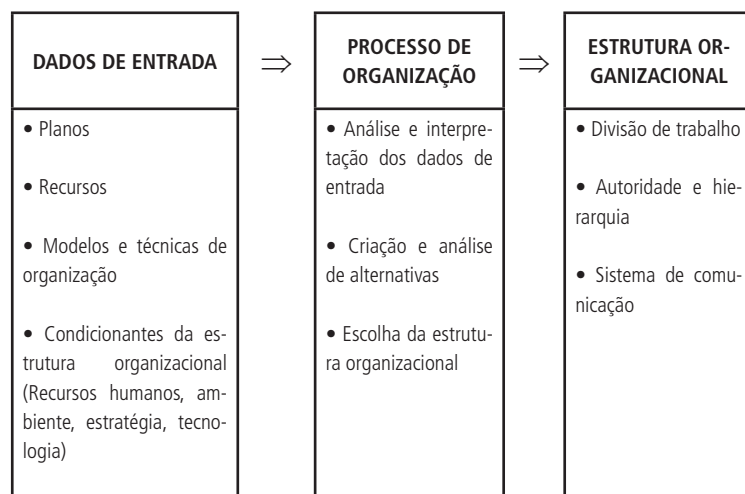 DADOS DE ENTRADA
• Planos
• Recursos
• Modelos e técnicas de
organização
• Condicionantes da es-
trutura organizacional
(Recursos humanos, am-
biente, estratégia, tecno-
logia)
⇒
PROCESSO DE
ORGANIZAÇÃO
• Análise e interpre-
tação dos dados de
entrada
• Criação e análise
de alternativas
• Escolha da estrutu-
ra organizacional
⇒
ESTRUTURA OR-
GANIZACIONAL
• Divisão de trabalho
• Autoridade e hie-
rarquia
• Sistema de comu-
nicação